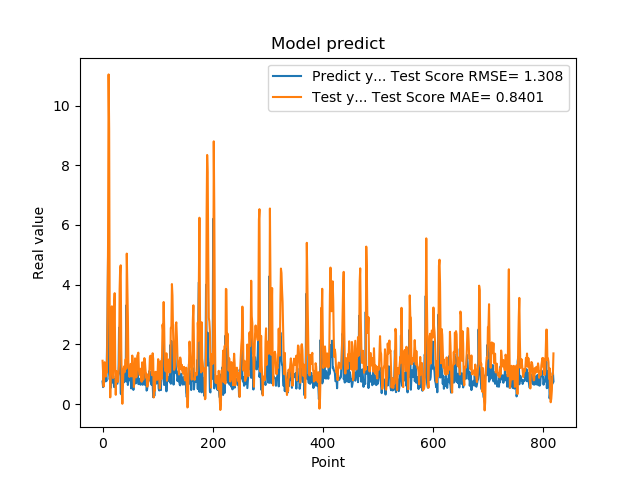 Model predict
Predict y... Test Score RMSE= 1.308
Test y... Test Score MAE= 0.8401
Real value
10
8
6
4
2
0
0 200 400 600 800
Point